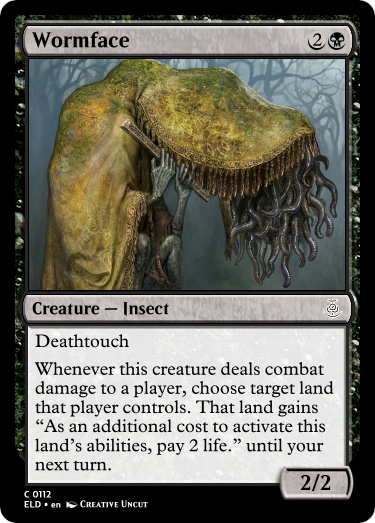 Wormface 2
Creature — Insect
Deathtouch
Whenever this creature deals combat
damage to a player, choose target land
that player controls. That land gains
“As an additional cost to activate this
land’s abilities, pay 2 life.” until your
next turn.
2/2
C 0112
ELD • en Creative Uncut